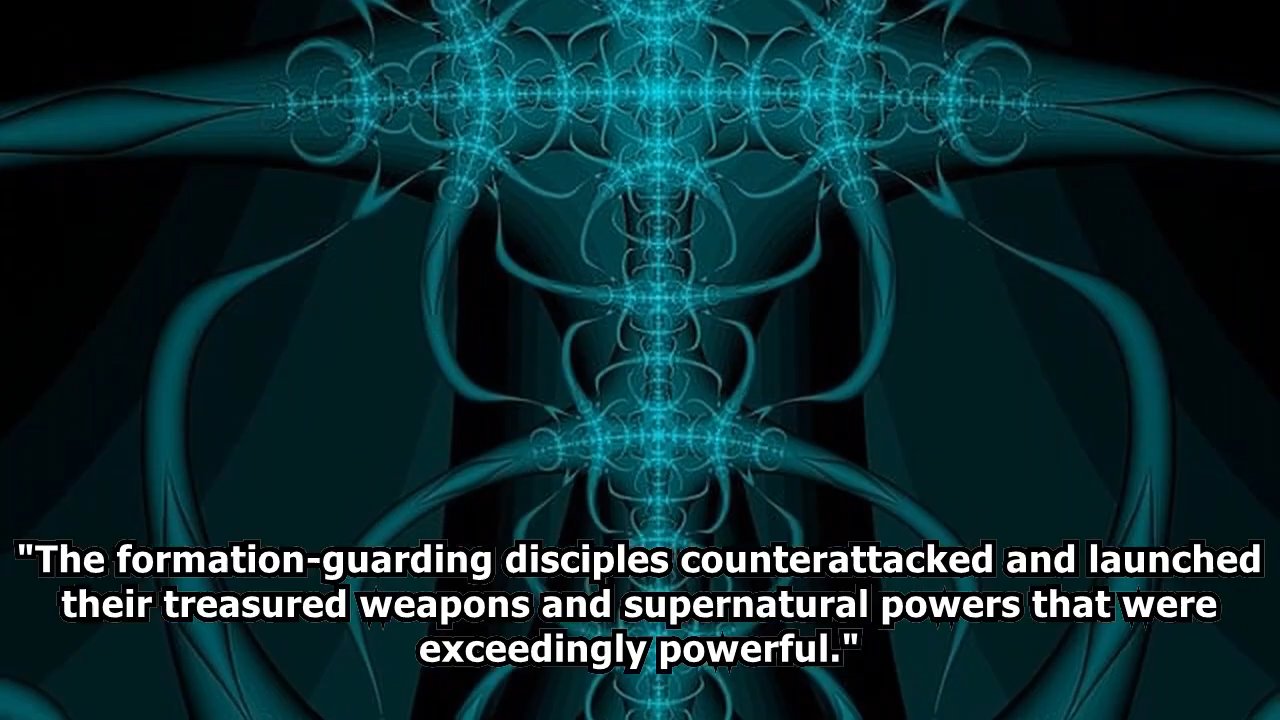 "The formation-guarding disciples counterattacked and launched
their treasured weapons and supernatural powers that were
exceedingly powerful."